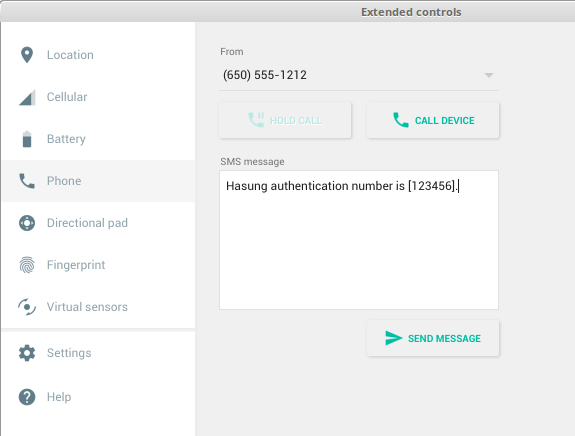 Extended controls
Location
Cellular
Battery
Phone
Directional pad
Fingerprint
Virtual sensors
Settings
Help
From
(650) 555-1212
HOLD CALL
CALL DEVICE
SMS message
Hasung authentication number is [123456].
SEND MESSAGE